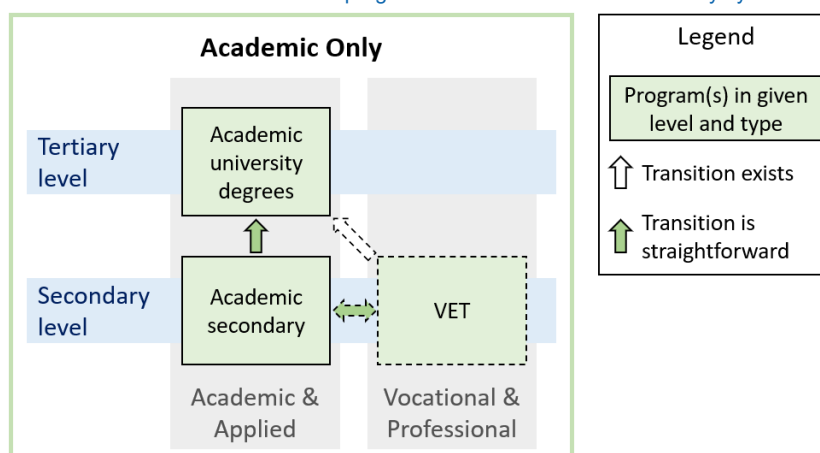 Academic Only
Tertiary
level
Academic
university
degrees
Secondary
level
Academic
secondary
VET
Academic &
Applied
Vocational &
Professional
Legend
Program(s) in given
level and type
Transition exists
Transition is
straightforward